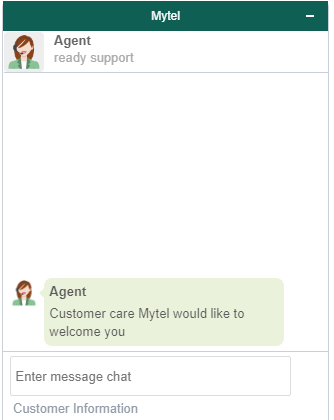 Mytel
Agent
ready support
Agent
Customer care Mytel would like to
welcome you
Enter message chat
Customer Information